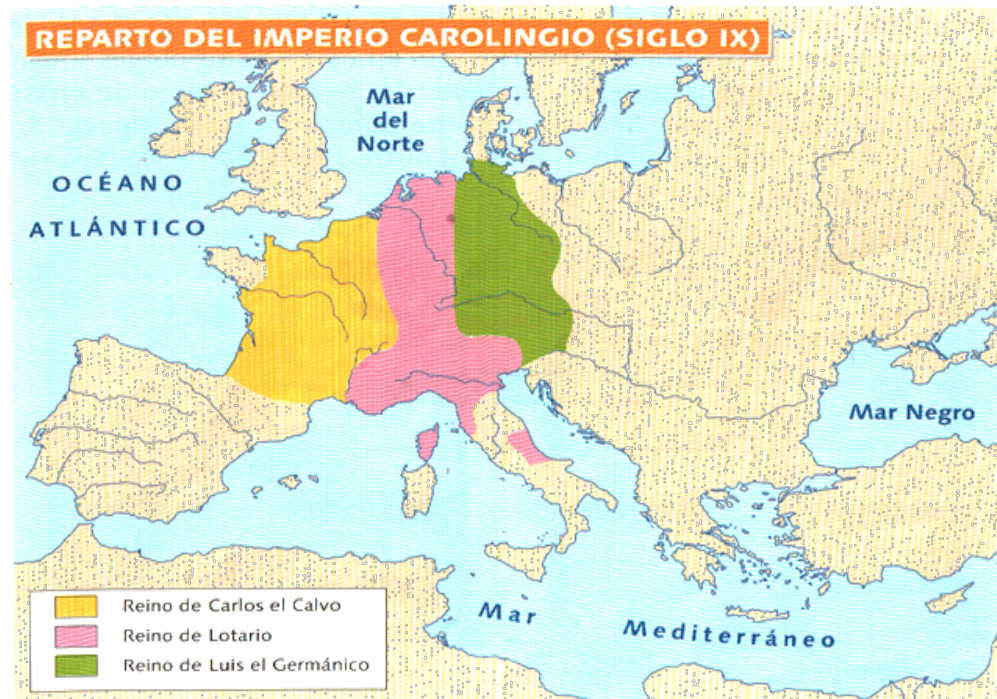 REPARTO DEL IMPERIO CAROLINGIO (SIGLO IX)
Mar
del
Norte
OCÉANO
ATLÁNTICO
Mar Negro
Mar
Mediterráneo
Reino de Carlos el Calvo
Reino de Lotario
Reino de Luis el Germánico